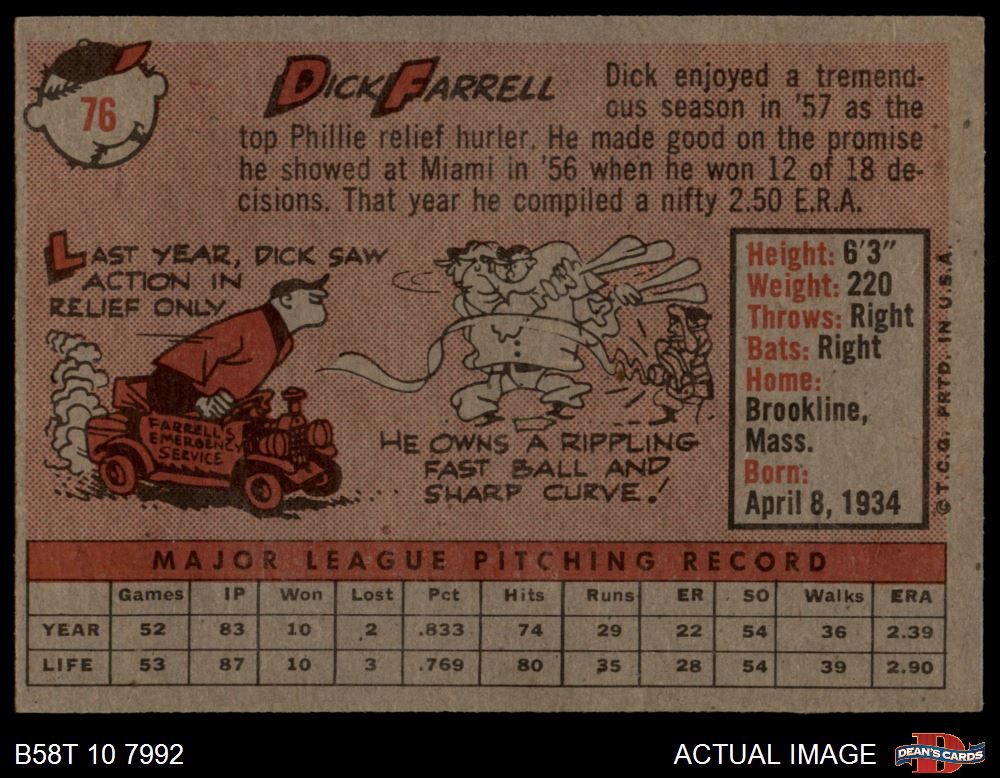 76
DICK FARRELL
Dick enjoyed a tremend-
ous season in '57 as the
top Phillie relief hurler. He made good on the promise
he showed at Miami in '56 when he won 12 of 18 de-
cisions. That year he compiled a nifty 2.50 E.R.A.
LAST YEAR, DICK SAW
ACTION IN
RELIEF ONLY
FARRELL'S
EMERGENCY
SERVICE
HE OWNS A RIPPLING
FAST BALL AND
SHARP CURVE!
Height: 6'3"
Weight: 220
Throws: Right
Bats: Right
Home:
Brookline,
Mass.
Born:
April 8, 1934
© T.C.G. PRTD. IN U.S.A.
MAJOR LEAGUE PITCHING RECORD
Games IP Won Lost Pct Hits Runs ER SO Walks ERA
YEAR 52 83 10 2 .833 74 29 22 54 36 2.39
LIFE 53 87 10 3 .769 80 35 28 54 39 2.90
B58T 10 7992
ACTUAL IMAGE
DEAN'S CARDS